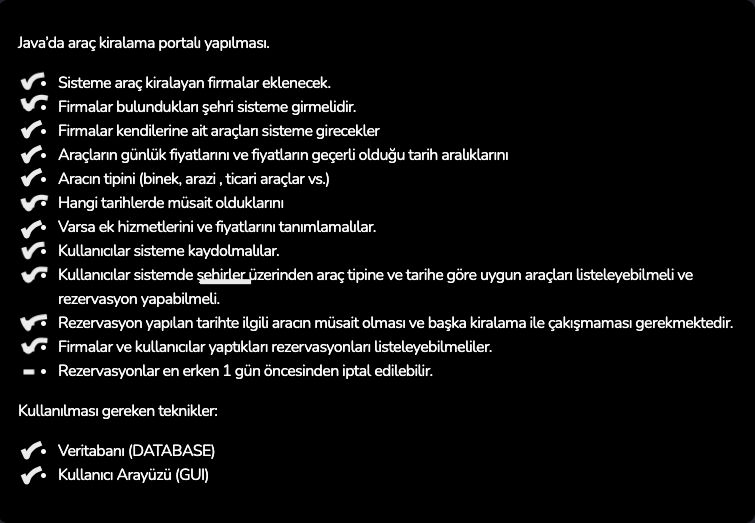 Java'da araç kiralama portalı yapılması.
Sisteme araç kiralayan firmalar eklenecek.
Firmalar bulundukları şehri sisteme girmelidir.
Firmalar kendilerine ait araçları sisteme girecekler
Araçların günlük fiyatlarını ve fiyatların geçerli olduğu tarih aralıklarını
Aracın tipini (binek, arazi , ticari araçlar vs.)
Hangi tarihlerde müsait olduklarını
Varsa ek hizmetlerini ve fiyatlarını tanımlamalılar.
Kullanıcılar sisteme kaydolmalılar.
Kullanıcılar sistemde şehirler üzerinden araç tipine ve tarihe göre uygun araçları listeleyebilmeli ve
rezervasyon yapabilmeli.
Rezervasyon yapılan tarihte ilgili aracın müsait olması ve başka kiralama ile çakışmaması gerekmektedir.
Firmalar ve kullanıcılar yaptıkları rezervasyonları listeleyebilmeliler.
Rezervasyonlar en erken 1 gün öncesinden iptal edilebilir.
Kullanılması gereken teknikler:
Veritabanı (DATABASE)
Kullanıcı Arayüzü (GUI)